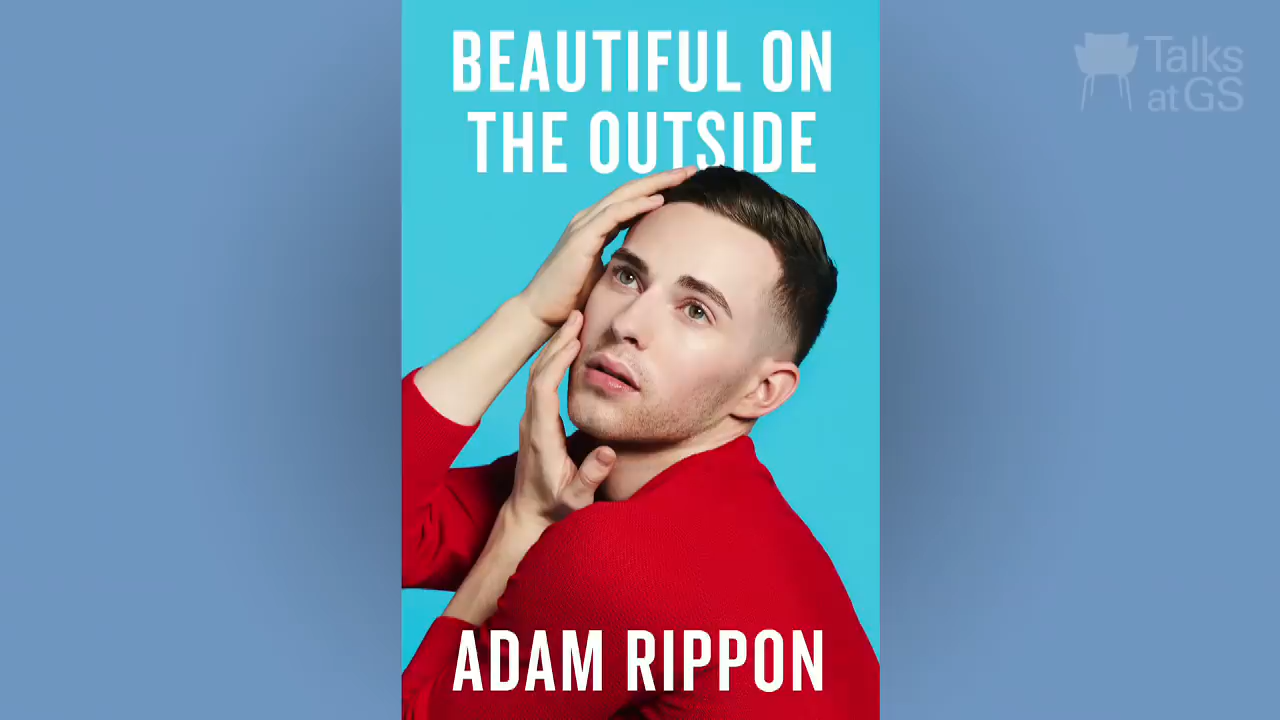 BEAUTIFUL ON
THE OUTSIDE
Talks
at GS
ADAM RIPPON